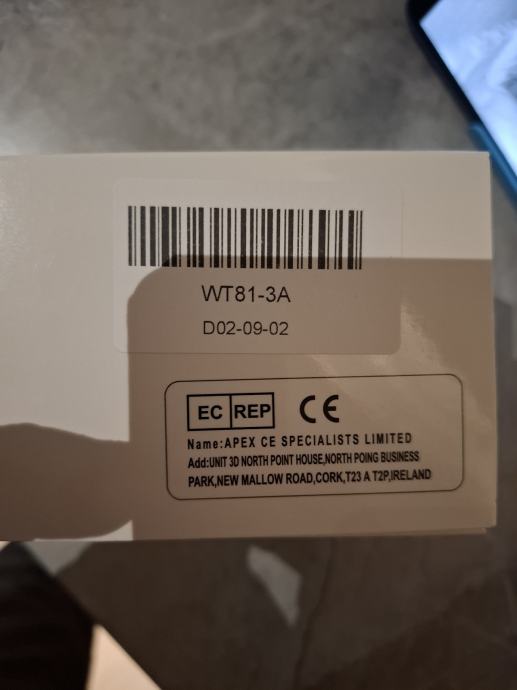 WT81-3A
D02-09-02
EC REP CE
Name:APEX CE SPECIALISTS LIMITED
Add:UNIT 3D NORTH POINT HOUSE,NORTH POING BUSINESS
PARK,NEW MALLOW ROAD,CORK,T23 A T2P,IRELAND